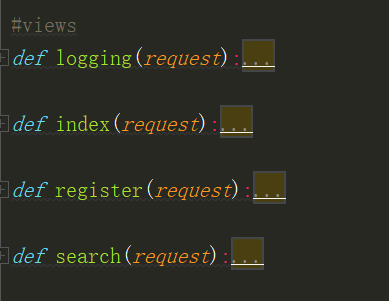 #views
def logging(request):...
def index(request):...
def register(request):...
def search(request):...